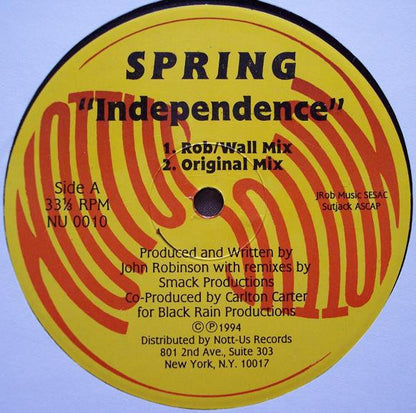 SPRING
"Independence"
1. Rob/Wall Mix
2. Original Mix
Side A
33⅓ RPM
NU 0010
JRob Music SESAC
Sutjack ASCAP
NOTTUS
NOTTUS
Produced and Written by
John Robinson with remixes by
Smack Productions
Co-Produced by Carlton Carter
for Black Rain Productions
©℗1994
Distributed by Nott-Us Records
801 2nd Ave., Suite 303
New York, N.Y. 10017